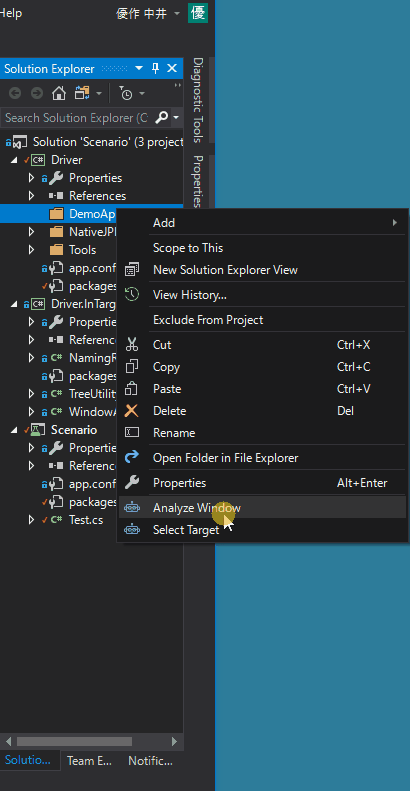 Help
優作 中井
優
Solution Explorer
Search Solution Explorer (C
Solution 'Scenario' (3 project
C# Driver
Properties
References
DemoAp
NativeJP
Tools
app.conf
packages
C# Driver.InTarg
Propertie
Reference
C# NamingR
packages
C# TreeUtility
C# WindowA
Scenario
Propertie
Reference
app.conf
packages
C# Test.cs
Diagnostic Tools
Properties
Add
Scope to This
New Solution Explorer View
View History...
Exclude From Project
Cut Ctrl+X
Copy Ctrl+C
Paste Ctrl+V
Delete Del
Rename
Open Folder in File Explorer
Properties Alt+Enter
Analyze Window
Select Target
Solutio...
Team E...
Notific...